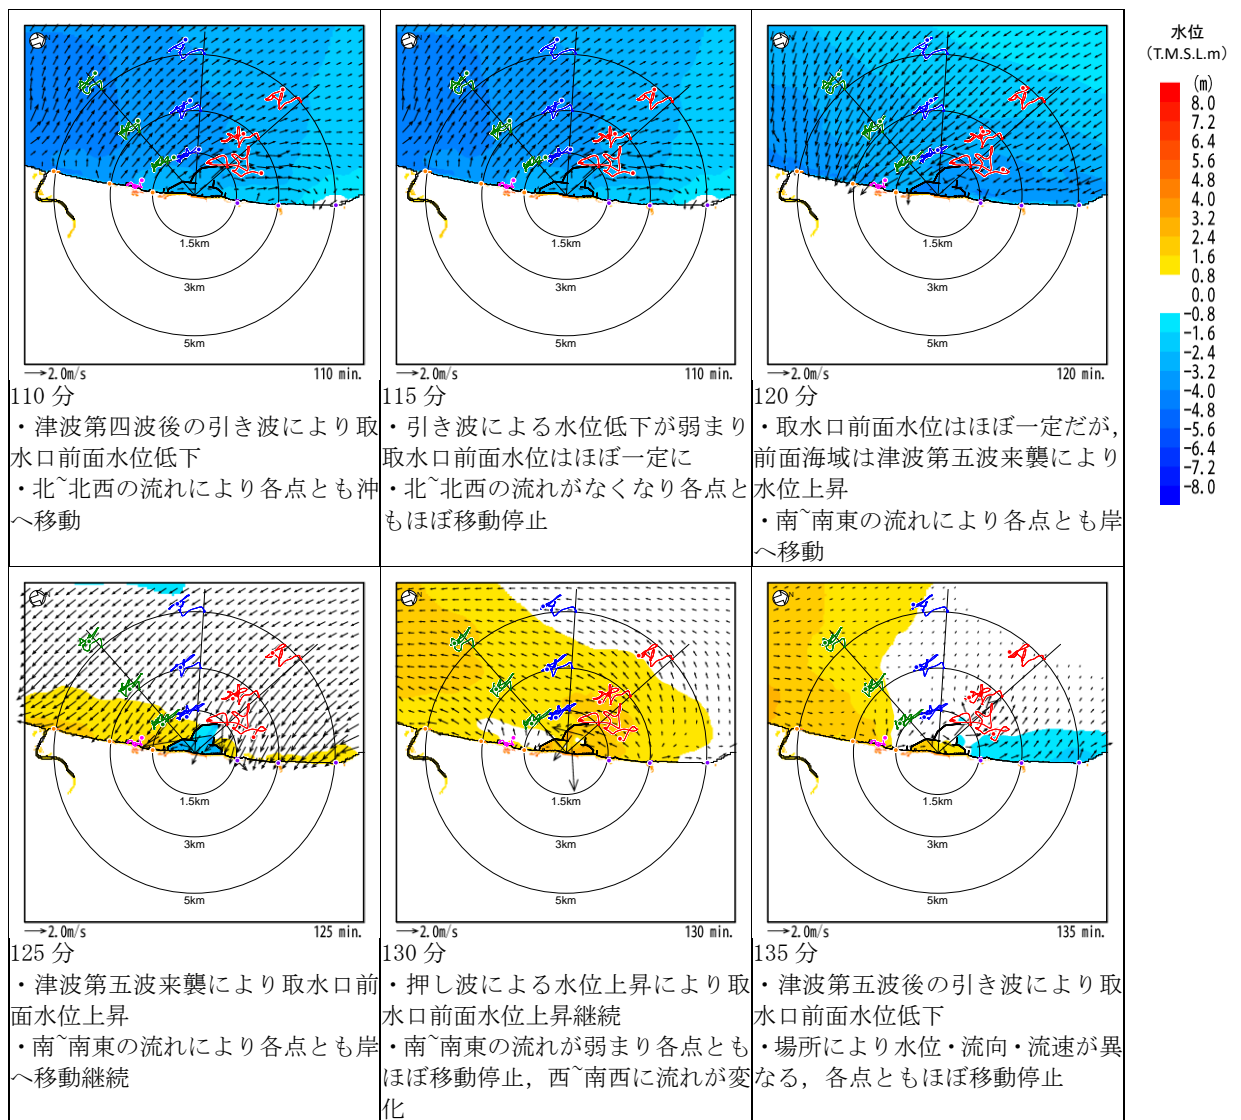 水位
(T.M.S.L.m)
(m)
8.0
7.2
6.4
5.6
4.8
4.0
3.2
2.4
1.6
0.8
0.0
-0.8
-1.6
-2.4
-3.2
-4.0
-4.8
-5.6
-6.4
-7.2
-8.0
N
1.5km
3km
5km
2.0m/s
110 min.
110 分
・津波第四波後の引き波により取
水口前面水位低下
・北~北西の流れにより各点とも沖
へ移動
N
1.5km
3km
5km
2.0m/s
110 min.
115 分
・引き波による水位低下が弱まり
取水口前面水位はほぼ一定に
・北~北西の流れがなくなり各点と
もほぼ移動停止
N
1.5km
3km
5km
2.0m/s
120 min.
120 分
・取水口前面水位はほぼ一定だが，
前面海域は津波第五波来襲により
水位上昇
・南~南東の流れにより各点とも岸
へ移動
N
1.5km
3km
5km
2.0m/s
125 min.
125 分
・津波第五波来襲により取水口前
面水位上昇
・南~南東の流れにより各点とも岸
へ移動継続
N
1.5km
3km
5km
2.0m/s
130 min.
130 分
・押し波による水位上昇により取
水口前面水位上昇継続
・南~南東の流れが弱まり各点とも
ほぼ移動停止，西~南西に流れが変
化
N
1.5km
3km
5km
2.0m/s
135 min.
135 分
・津波第五波後の引き波により取
水口前面水位低下
・場所により水位・流向・流速が異
なる，各点ともほぼ移動停止